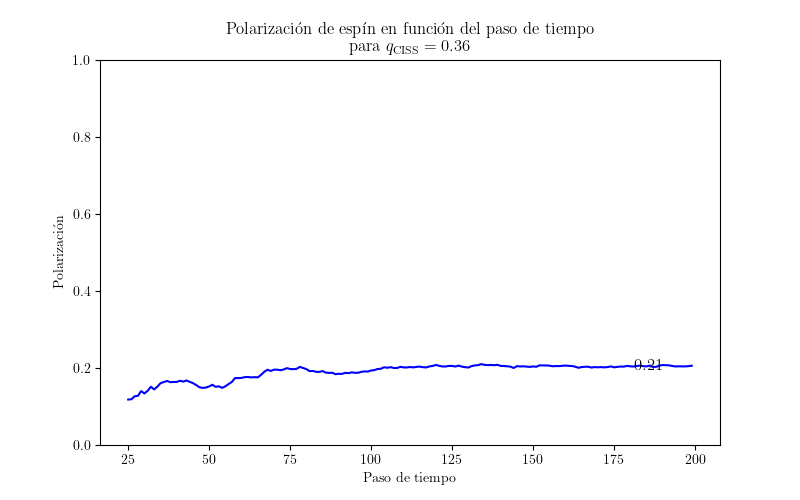 Polarización de espín en función del paso de tiempo
para q_CISS = 0.36
1.0
0.8
0.6
0.4
0.2
0.0
Polarización
0.21
25 50 75 100 125 150 175 200
Paso de tiempo